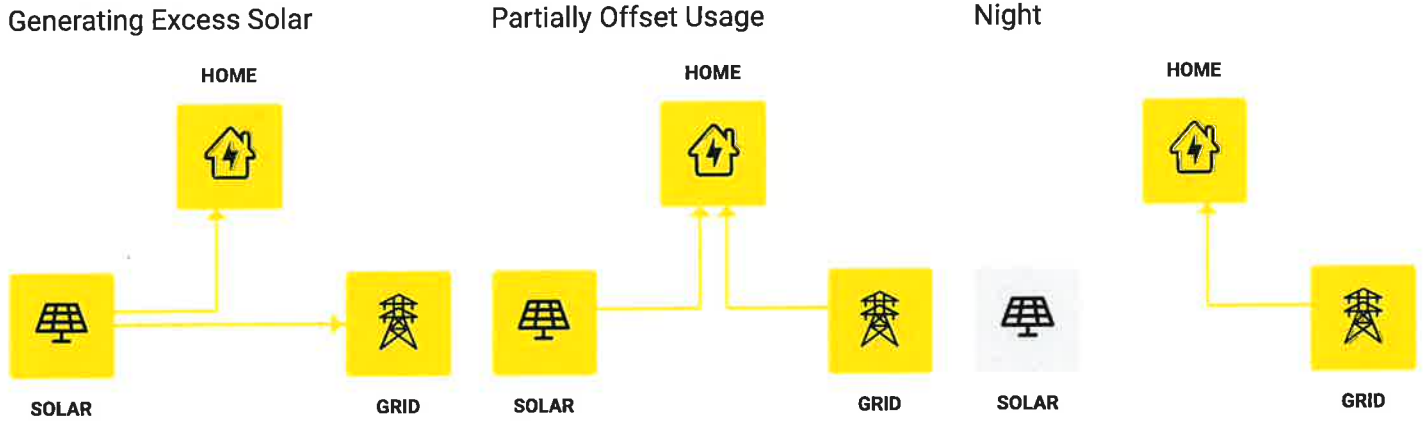 Generating Excess Solar
HOME
SOLAR
GRID
Partially Offset Usage
HOME
SOLAR
GRID
Night
HOME
SOLAR
GRID